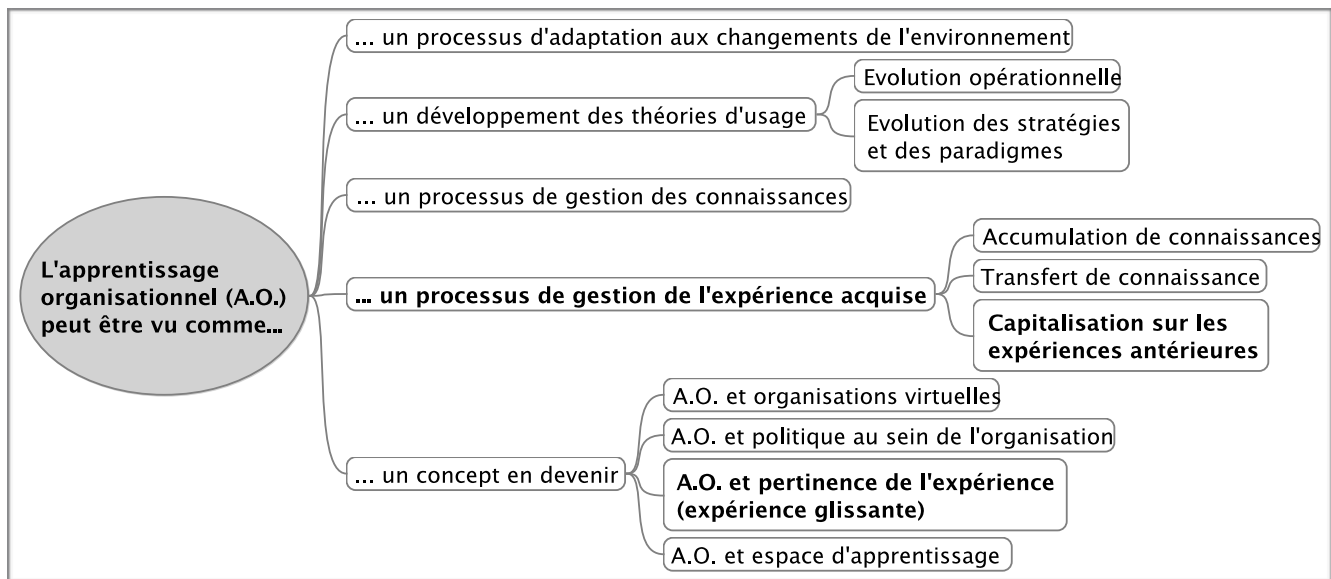 ... un processus d'adaptation aux changements de l'environnement
Evolution opérationnelle
... un développement des théories d'usage
Evolution des stratégies
et des paradigmes
... un processus de gestion des connaissances
Accumulation de connaissances
L'apprentissage
organisationnel (A.O.)
peut être vu comme...
... un processus de gestion de l'expérience acquise
Transfert de connaissance
Capitalisation sur les
expériences antérieures
A.O. et organisations virtuelles
A.O. et politique au sein de l'organisation
... un concept en devenir
A.O. et pertinence de l'expérience
(expérience glissante)
A.O. et espace d'apprentissage